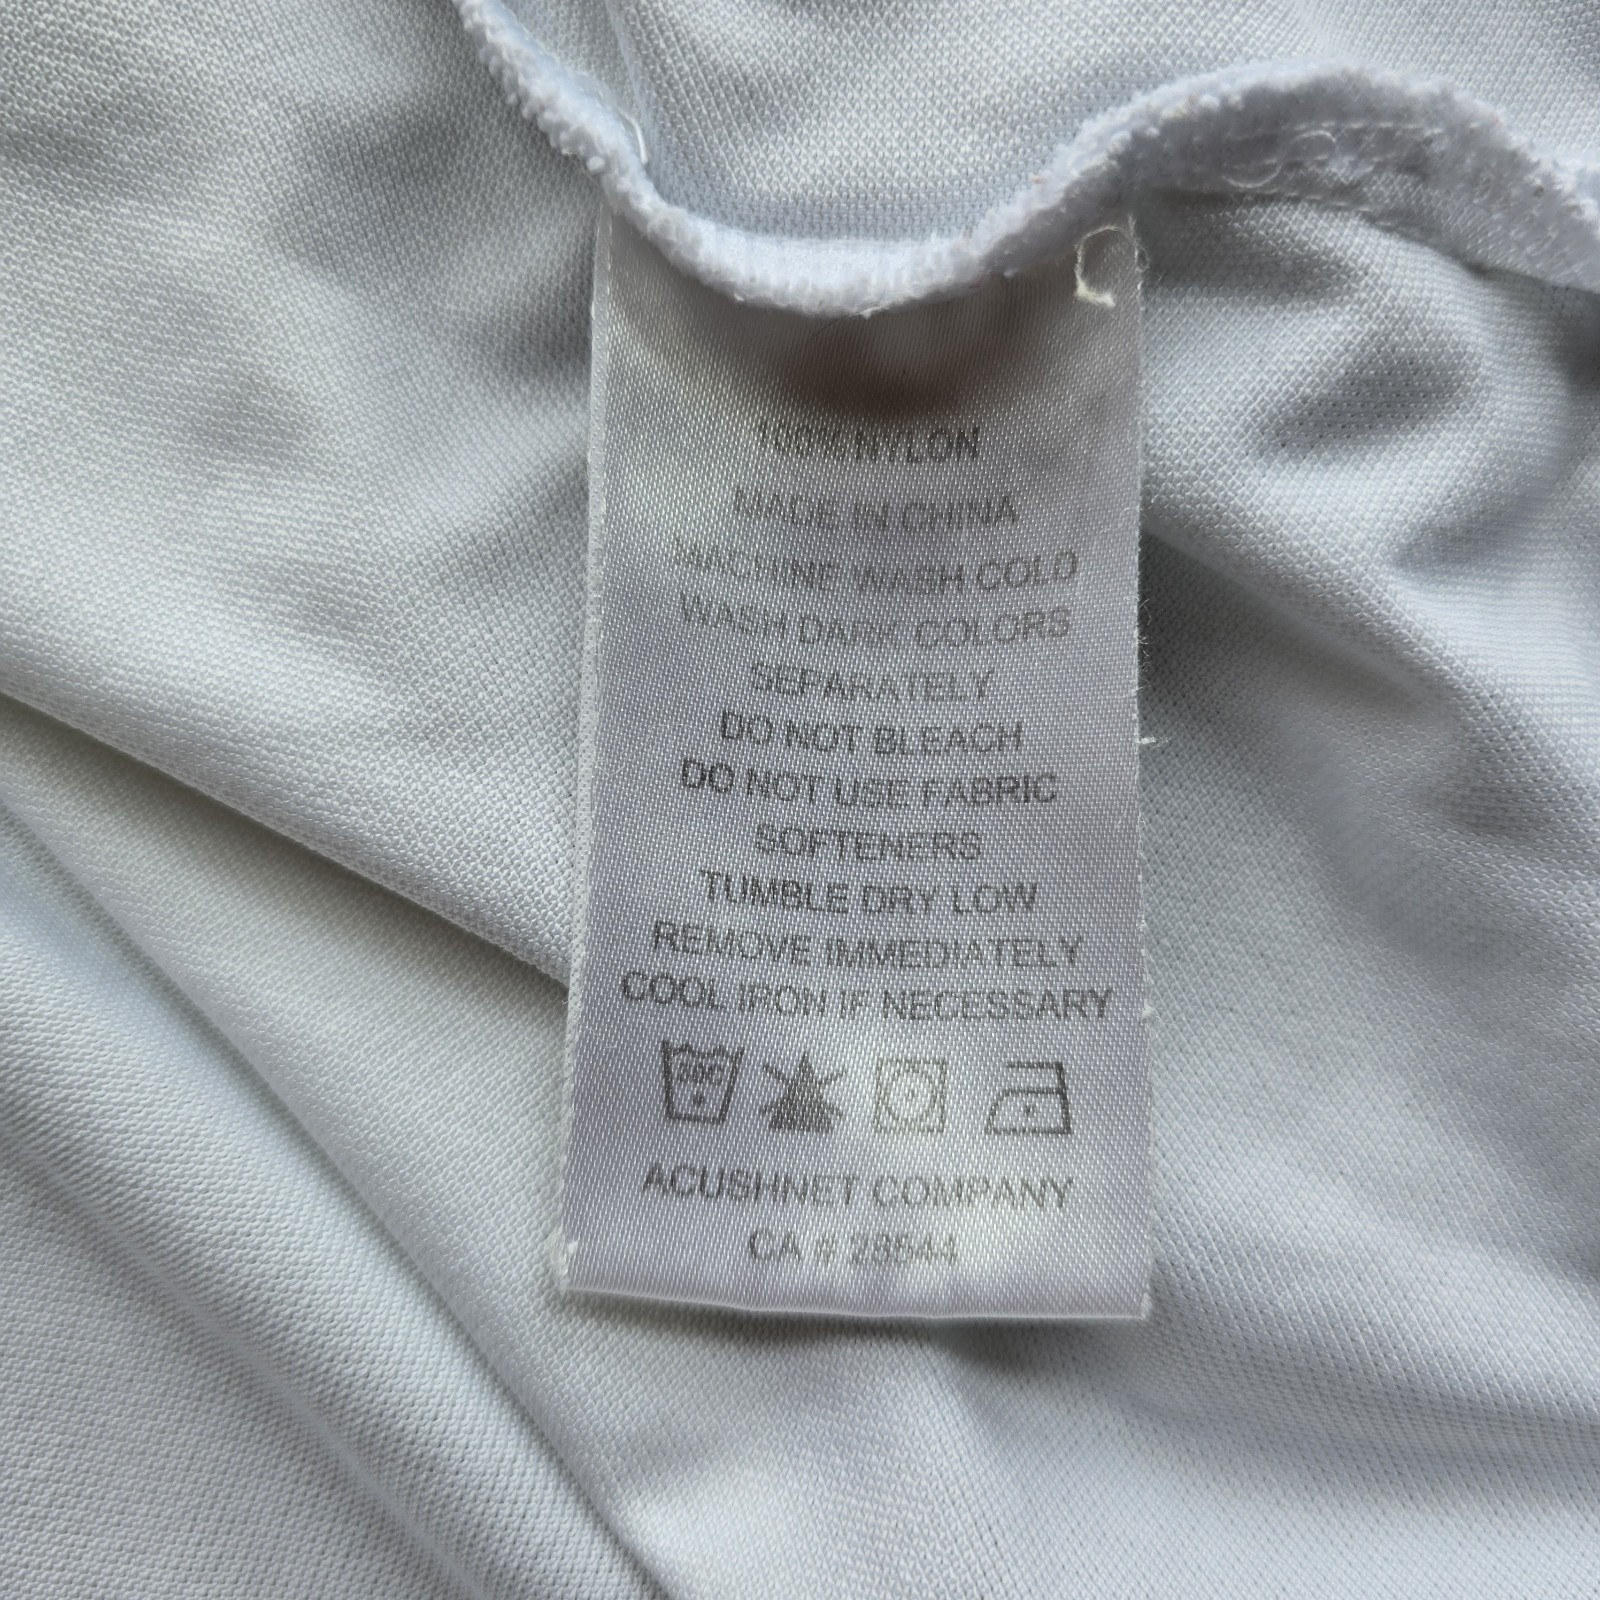 100% NYLON
MADE IN CHINA
MACHINE WASH COLD
WASH DARK COLORS
SEPARATELY
DO NOT BLEACH
DO NOT USE FABRIC
SOFTENERS
TUMBLE DRY LOW
REMOVE IMMEDIATELY
COOL IRON IF NECESSARY
30C
ACUSHNET COMPANY
CA # 28544